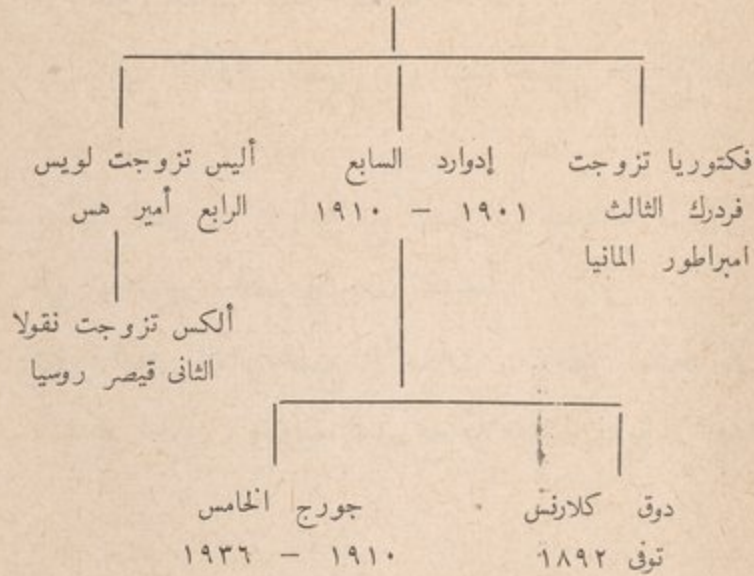 فكتوريا تزوجت
فردرك الثالث
امبراطور المانيا
إدوارد السابع
١٩٠١ – ١٩١٠
أليس تزوجت لويس
الرابع أمير هس
ألكس تزوجت نقولا
الثانى قيصر روسيا
دوق كلارنس
توفى ١٨٩٢
جورج الخامس
١٩١٠ – ١٩٣٦